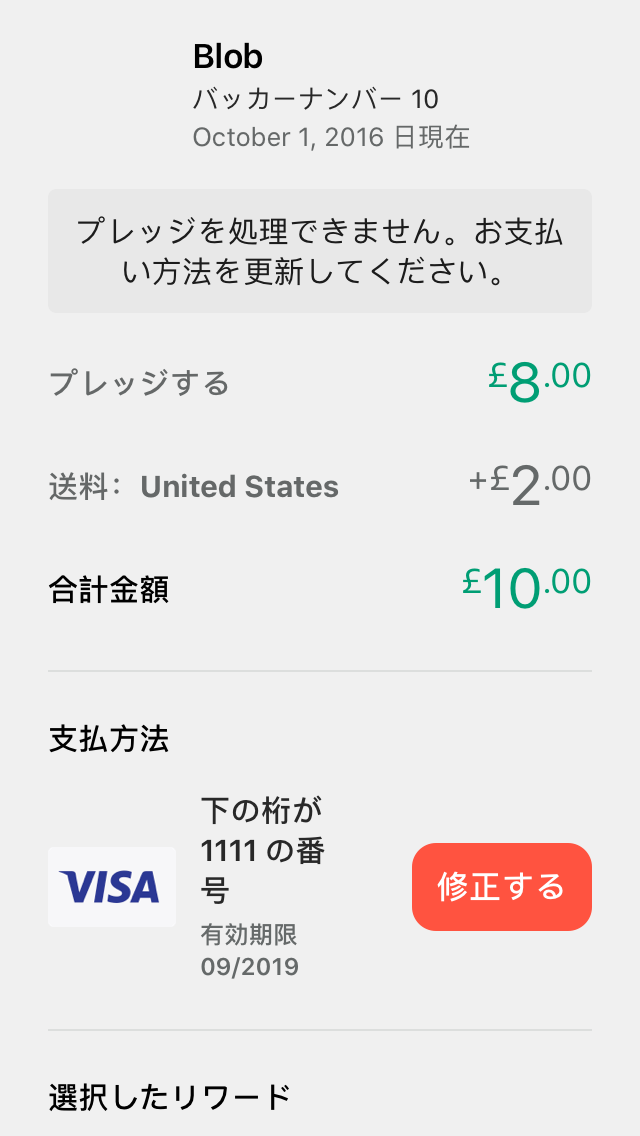 Blob
バッカーナンバー 10
October 1, 2016 日現在
プレッジを処理できません。お支払
い方法を更新してください。
プレッジする £8.00
送料： United States +£2.00
合計金額 £10.00
支払方法
下の桁が
1111 の番
号
VISA
修正する
有効期限
09/2019
選択したリワード